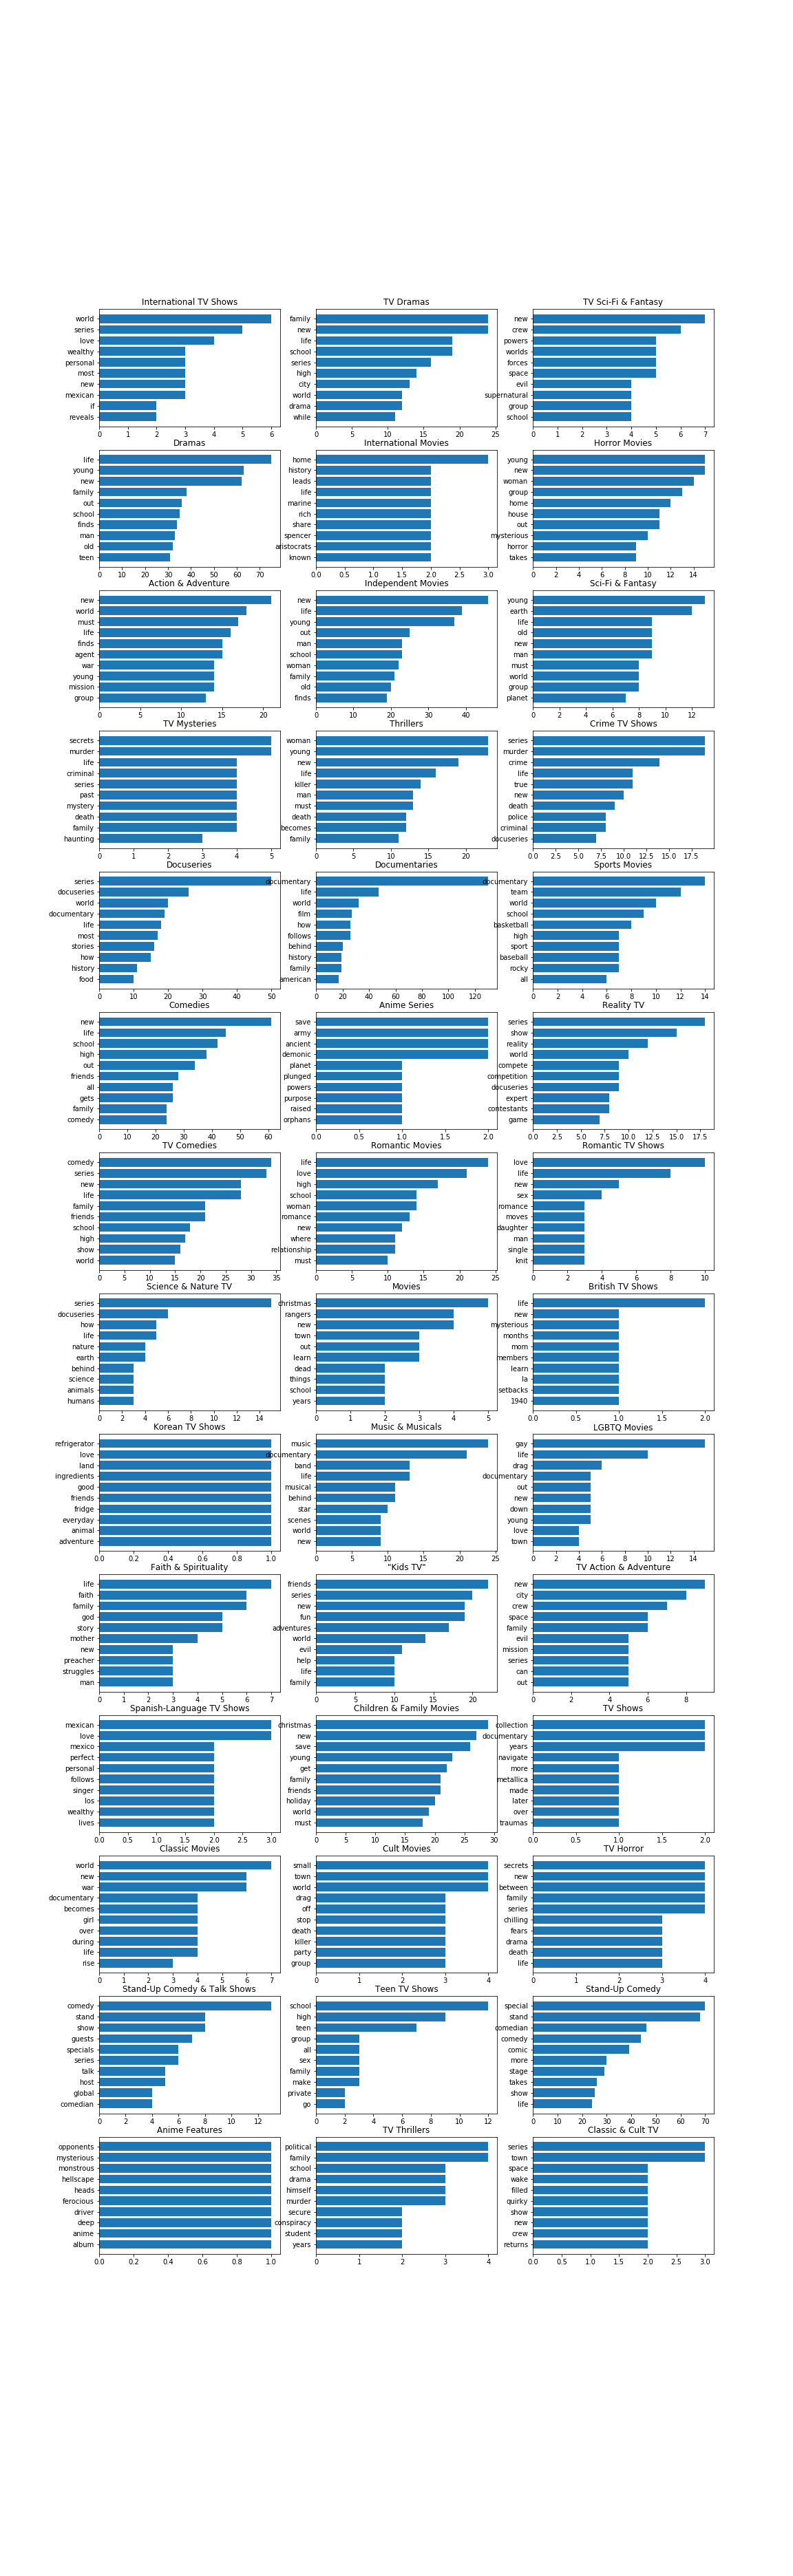 International TV Shows
world
series
love
wealthy
personal
most
new
mexican
if
reveals
0 1 2 3 4 5 6
TV Dramas
family
new
life
school
series
high
city
world
drama
while
0 5 10 15 20 25
TV Sci-Fi & Fantasy
new
crew
powers
worlds
forces
space
evil
supernatural
group
school
0 1 2 3 4 5 6 7
Dramas
life
young
new
family
out
school
finds
man
old
teen
0 10 20 30 40 50 60 70
International Movies
home
history
leads
life
marine
rich
share
spencer
aristocrats
known
0.0 0.5 1.0 1.5 2.0 2.5 3.0
Horror Movies
young
new
woman
group
home
house
out
mysterious
horror
takes
0 2 4 6 8 10 12 14
Action & Adventure
new
world
must
life
finds
agent
war
young
mission
group
0 5 10 15 20
Independent Movies
new
life
young
out
man
school
woman
family
old
finds
0 10 20 30 40
Sci-Fi & Fantasy
young
earth
life
old
new
man
must
world
group
planet
0 2 4 6 8 10 12
TV Mysteries
secrets
murder
life
criminal
series
past
mystery
death
family
haunting
0 1 2 3 4 5
Thrillers
woman
young
new
life
killer
man
must
death
becomes
family
0 5 10 15 20
Crime TV Shows
series
murder
crime
life
true
new
death
police
criminal
docuseries
0.0 2.5 5.0 7.5 10.0 12.5 15.0 17.5
Docuseries
series
docuseries
world
documentary
life
most
stories
how
history
food
0 10 20 30 40 50
Documentaries
documentary
life
world
film
how
follows
behind
history
family
american
0 20 40 60 80 100 120
Sports Movies
documentary
team
world
school
basketball
high
sport
baseball
rocky
all
0 2 4 6 8 10 12 14
Comedies
new
life
school
high
out
friends
all
gets
family
comedy
0 10 20 30 40 50 60
Anime Series
save
army
ancient
demonic
planet
plunged
powers
purpose
raised
orphans
0.0 0.5 1.0 1.5 2.0
Reality TV
series
show
reality
world
compete
competition
docuseries
expert
contestants
game
0.0 2.5 5.0 7.5 10.0 12.5 15.0 17.5
TV Comedies
comedy
series
new
life
family
friends
school
high
show
world
0 5 10 15 20 25 30 35
Romantic Movies
life
love
high
school
woman
romance
new
where
relationship
must
0 5 10 15 20 25
Romantic TV Shows
love
life
new
sex
romance
moves
daughter
man
single
knit
0 2 4 6 8 10
Science & Nature TV
series
docuseries
how
life
nature
earth
behind
science
animals
humans
0 2 4 6 8 10 12 14
Movies
christmas
rangers
new
town
out
learn
dead
things
school
years
0 1 2 3 4 5
British TV Shows
life
new
mysterious
months
mom
members
learn
la
setbacks
1940
0.0 0.5 1.0 1.5 2.0
Korean TV Shows
refrigerator
love
land
ingredients
good
friends
fridge
everyday
animal
adventure
0.0 0.2 0.4 0.6 0.8 1.0
Music & Musicals
music
documentary
band
life
musical
behind
star
scenes
world
new
0 5 10 15 20 25
LGBTQ Movies
gay
life
drag
documentary
out
new
down
young
love
town
0 2 4 6 8 10 12 14
Faith & Spirituality
life
faith
family
god
story
mother
new
preacher
struggles
man
0 1 2 3 4 5 6 7
"Kids TV"
friends
series
new
fun
adventures
world
evil
help
life
family
0 5 10 15 20
TV Action & Adventure
new
city
crew
space
family
evil
mission
series
can
out
0 2 4 6 8
Spanish-Language TV Shows
mexican
love
mexico
perfect
personal
follows
singer
los
wealthy
lives
0.0 0.5 1.0 1.5 2.0 2.5 3.0
Children & Family Movies
christmas
new
save
young
get
family
friends
holiday
world
must
0 5 10 15 20 25 30
TV Shows
collection
documentary
years
navigate
more
metallica
made
later
over
traumas
0.0 0.5 1.0 1.5 2.0
Classic Movies
world
new
war
documentary
becomes
girl
over
during
life
rise
0 1 2 3 4 5 6 7
Cult Movies
small
town
world
drag
off
stop
death
killer
party
group
0 1 2 3 4
TV Horror
secrets
new
between
family
series
chilling
fears
drama
death
life
0 1 2 3 4
Stand-Up Comedy & Talk Shows
comedy
stand
show
guests
specials
series
talk
host
global
comedian
0 2 4 6 8 10 12
Teen TV Shows
school
high
teen
group
all
sex
family
make
private
go
0 2 4 6 8 10 12
Stand-Up Comedy
special
stand
comedian
comedy
comic
more
stage
takes
show
life
0 10 20 30 40 50 60 70
Anime Features
opponents
mysterious
monstrous
hellscape
heads
ferocious
driver
deep
anime
album
0.0 0.2 0.4 0.6 0.8 1.0
TV Thrillers
political
family
school
drama
himself
murder
secure
conspiracy
student
years
0 1 2 3 4
Classic & Cult TV
series
town
space
wake
filled
quirky
show
new
crew
returns
0.0 0.5 1.0 1.5 2.0 2.5 3.0